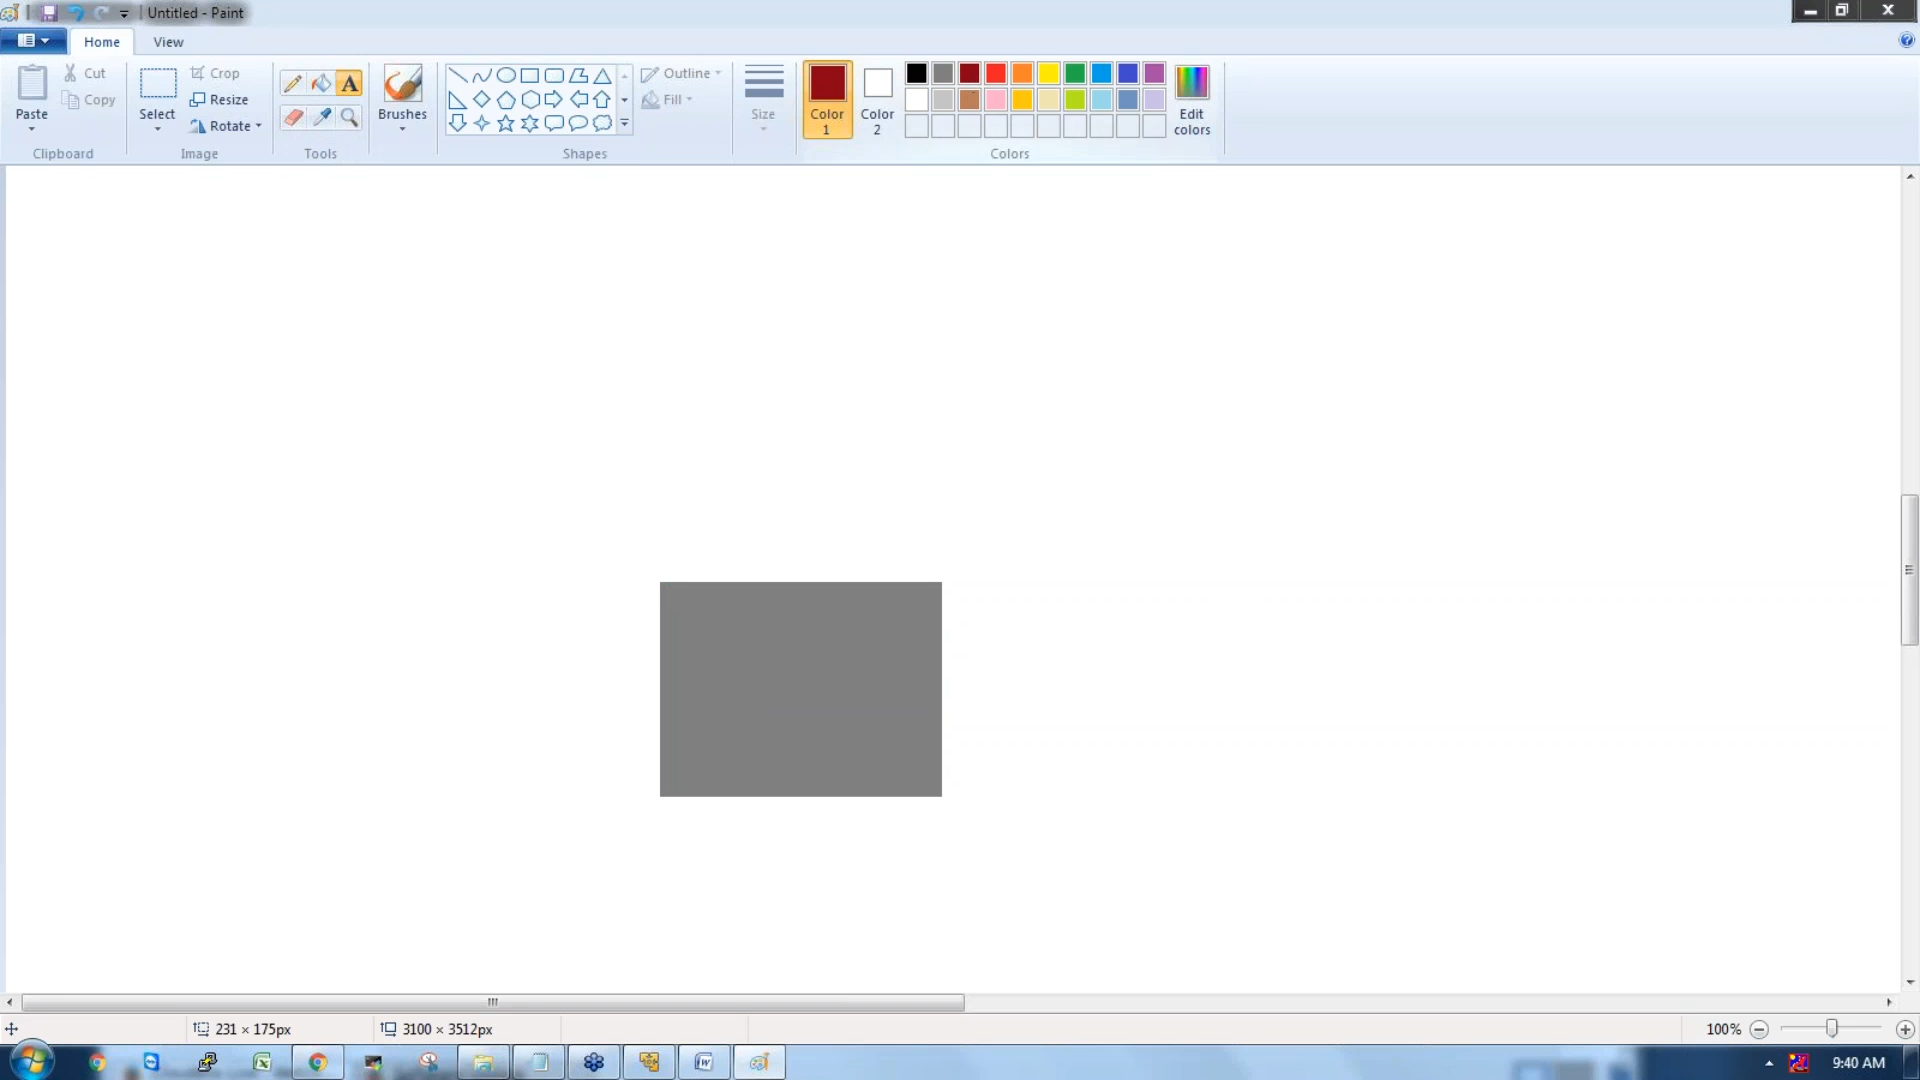 Untitled - Paint
Home View
Paste
Cut
Copy
Clipboard
Select
Crop
Resize
Rotate
Image
A
Tools
Brushes
Shapes
Outline
Fill
Size
Color 1
Color 2
Edit colors
Colors
231 × 175px
3100 × 3512px
100%
9:40 AM